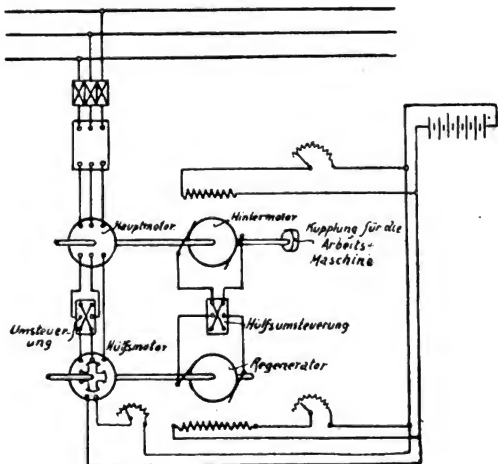 Hauptmotor
Hintermotor
Kupplung für die
Arbeits-
Maschine
Umsteuer-
ung
Hülfsmotor
Hülfsumsteuerung
Regenerator